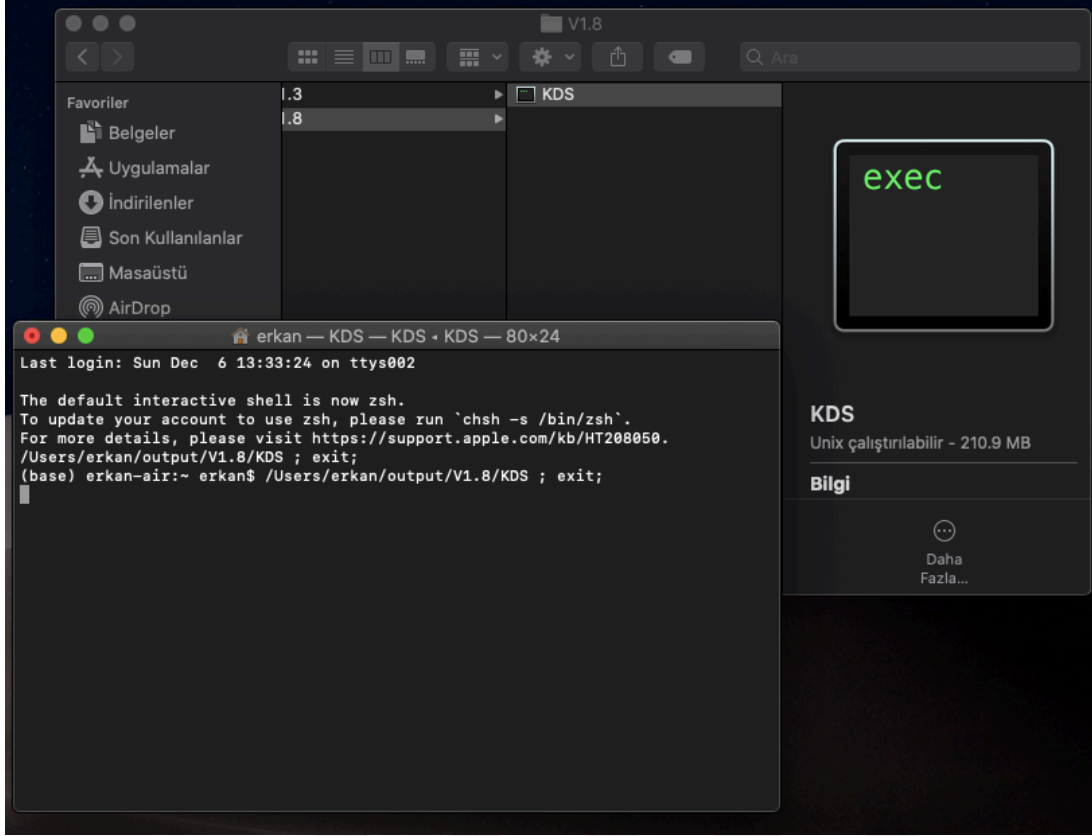 V1.8
Ara
Favoriler
Belgeler
Uygulamalar
İndirilenler
Son Kullanılanlar
Masaüstü
AirDrop
.3
.8
KDS
exec
KDS
Unix çalıştırılabilir - 210.9 MB
Bilgi
Daha
Fazla...
erkan — KDS — KDS ◂ KDS — 80×24
Last login: Sun Dec  6 13:33:24 on ttys002
The default interactive shell is now zsh.
To update your account to use zsh, please run `chsh -s /bin/zsh`.
For more details, please visit https://support.apple.com/kb/HT208050.
/Users/erkan/output/V1.8/KDS ; exit;
(base) erkan-air:~ erkan$ /Users/erkan/output/V1.8/KDS ; exit;